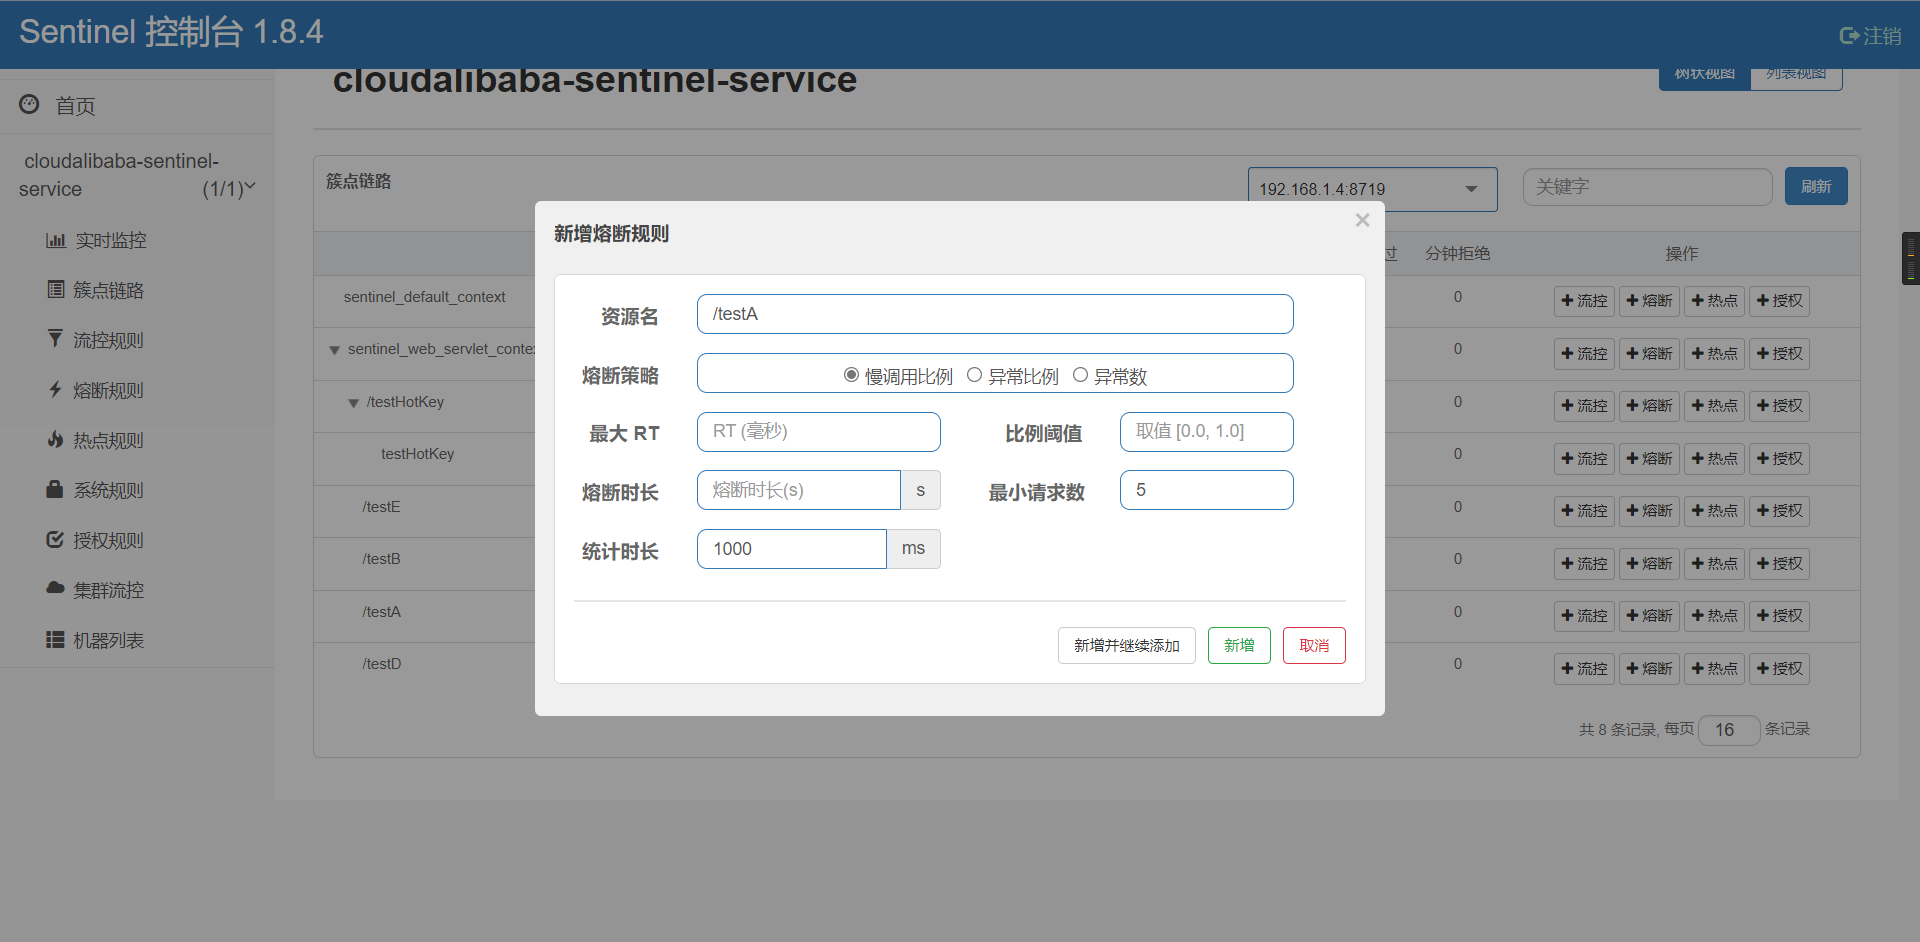 Sentinel 控制台 1.8.4
注销
cloudalibaba-sentinel-service
树状视图 列表视图
首页
cloudalibaba-sentinel-
service (1/1)
实时监控
簇点链路
流控规则
熔断规则
热点规则
系统规则
授权规则
集群流控
机器列表
簇点链路
192.168.1.4:8719
关键字
刷新
过 分钟拒绝 操作
sentinel_default_context 0 流控 熔断 热点 授权
sentinel_web_servlet_conte 0 流控 熔断 热点 授权
/testHotKey 0 流控 熔断 热点 授权
testHotKey 0 流控 熔断 热点 授权
/testE 0 流控 熔断 热点 授权
/testB 0 流控 熔断 热点 授权
/testA 0 流控 熔断 热点 授权
/testD 0 流控 熔断 热点 授权
共 8 条记录, 每页 16 条记录
新增熔断规则
×
资源名 /testA
熔断策略 慢调用比例 异常比例 异常数
最大 RT RT (毫秒) 比例阈值 取值 [0.0, 1.0]
熔断时长 熔断时长(s) s 最小请求数 5
统计时长 1000 ms
新增并继续添加 新增 取消